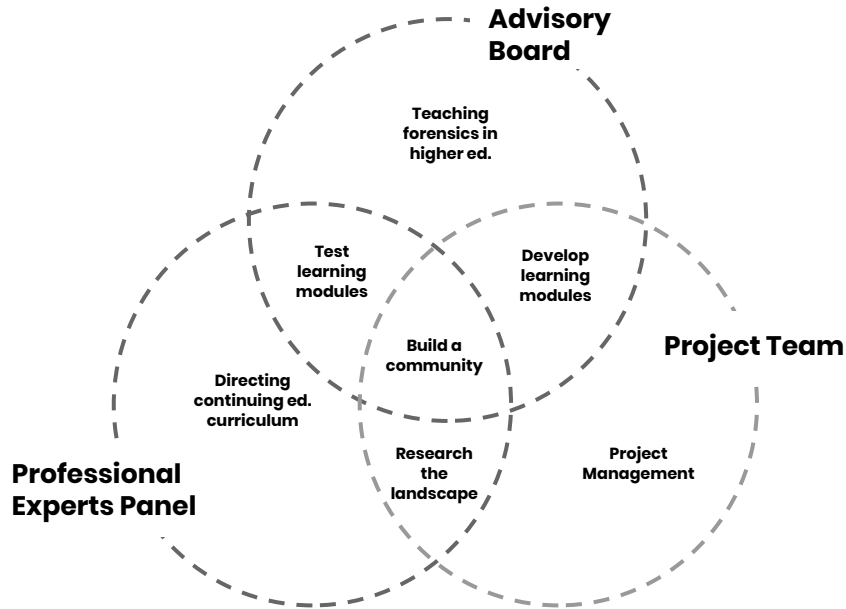 Advisory
Board
Teaching
forensics in
higher ed.
Test
learning
modules
Develop
learning
modules
Build a
community
Project Team
Directing
continuing ed.
curriculum
Research
the
landscape
Project
Management
Professional
Experts Panel